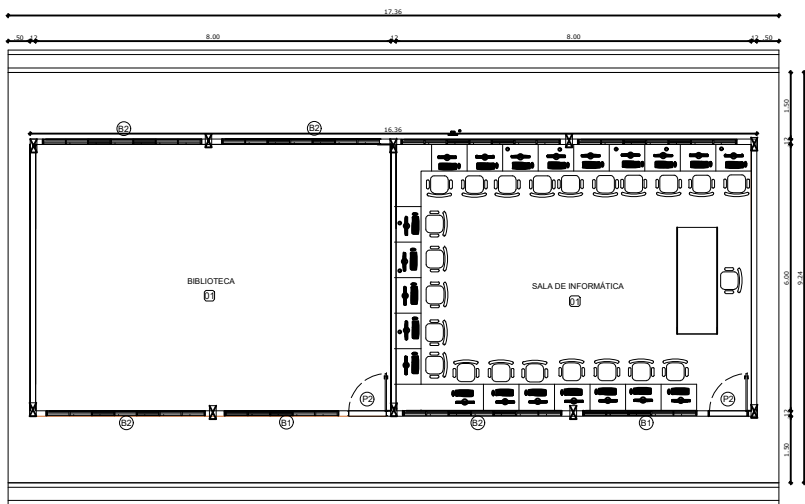 17.36
.50 .12 8.00 .12 8.00 .12 .50
16.36
B2 B2
1.50
.12
BIBLIOTECA
01
SALA DE INFORMÁTICA
01
6.00
9.24
P2 P2
.12
B2 B1 B2 B1
1.50